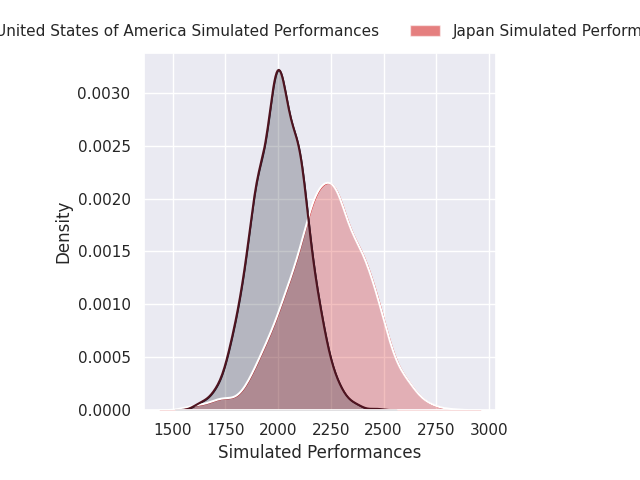 United States of America Simulated Performances
Japan Simulated Perform
0.0030
0.0025
0.0020
0.0015
0.0010
0.0005
0.0000
Density
1500 1750 2000 2250 2500 2750 3000
Simulated Performances